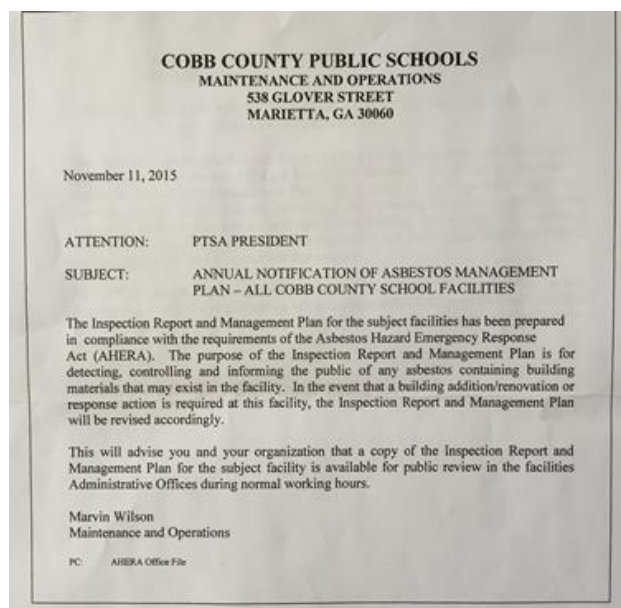 COBB COUNTY PUBLIC SCHOOLS
MAINTENANCE AND OPERATIONS
538 GLOVER STREET
MARIETTA, GA 30060
November 11, 2015
ATTENTION: PTSA PRESIDENT
SUBJECT: ANNUAL NOTIFICATION OF ASBESTOS MANAGEMENT
PLAN – ALL COBB COUNTY SCHOOL FACILITIES
The Inspection Report and Management Plan for the subject facilities has been prepared
in compliance with the requirements of the Asbestos Hazard Emergency Response
Act (AHERA). The purpose of the Inspection Report and Management Plan is for
detecting, controlling and informing the public of any asbestos containing building
materials that may exist in the facility. In the event that a building addition/renovation or
response action is required at this facility, the Inspection Report and Management Plan
will be revised accordingly.
This will advise you and your organization that a copy of the Inspection Report and
Management Plan for the subject facility is available for public review in the facilities
Administrative Offices during normal working hours.
Marvin Wilson
Maintenance and Operations
PC: AHERA Office File